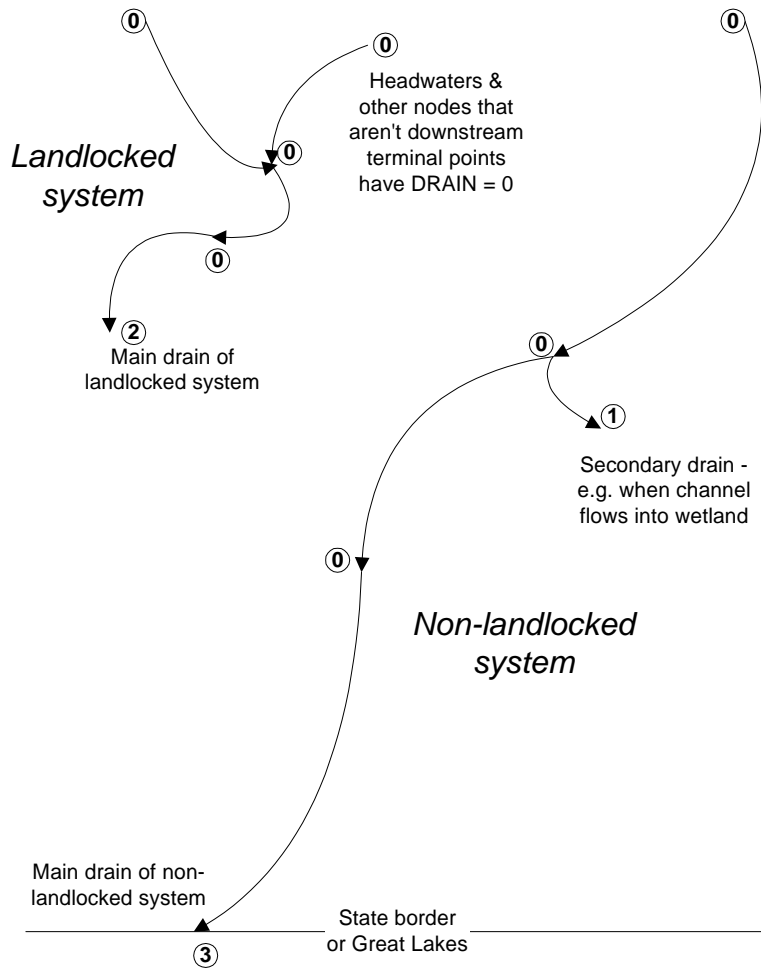 0
0
0
Headwaters &
other nodes that
aren't downstream
terminal points
have DRAIN = 0
0
Landlocked
system
0
2
Main drain of
landlocked system
0
1
Secondary drain -
e.g. when channel
flows into wetland
0
Non-landlocked
system
Main drain of non-
landlocked system
State border
or Great Lakes
3